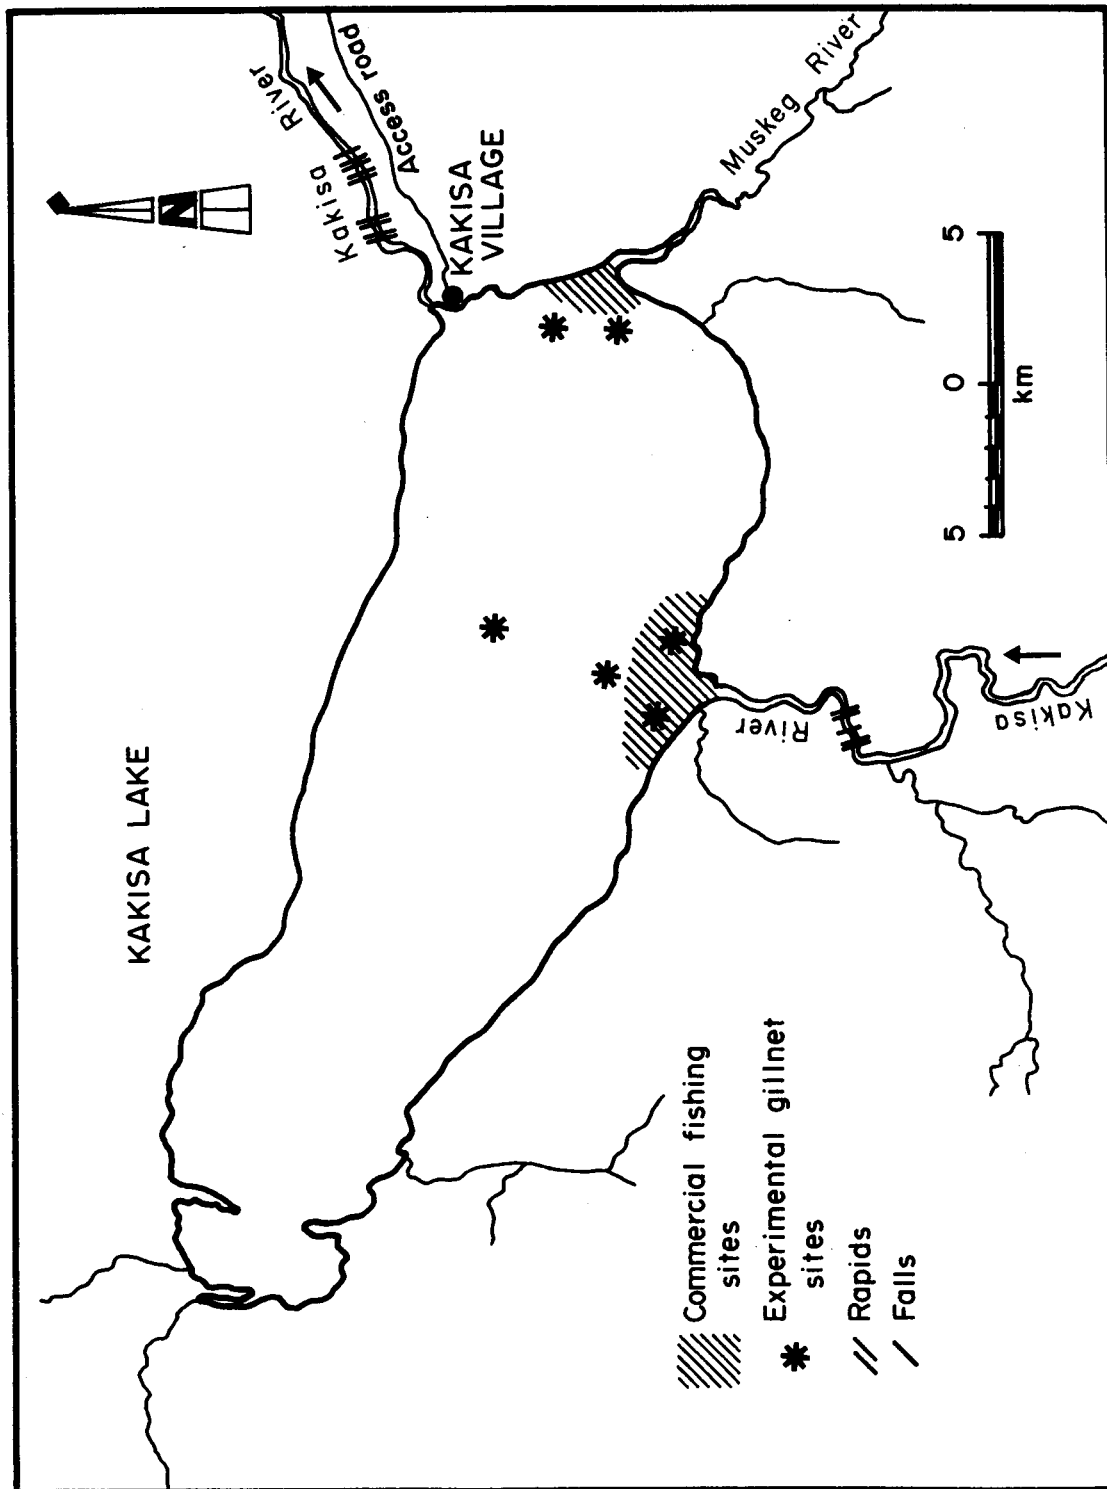 KAKISA LAKE
Kakisa
River
Access road
KAKISA
VILLAGE
Muskeg
River
N
River
Kakisa
5
0
5
km
Commercial fishing
sites
Experimental gillnet
sites
Rapids
Falls